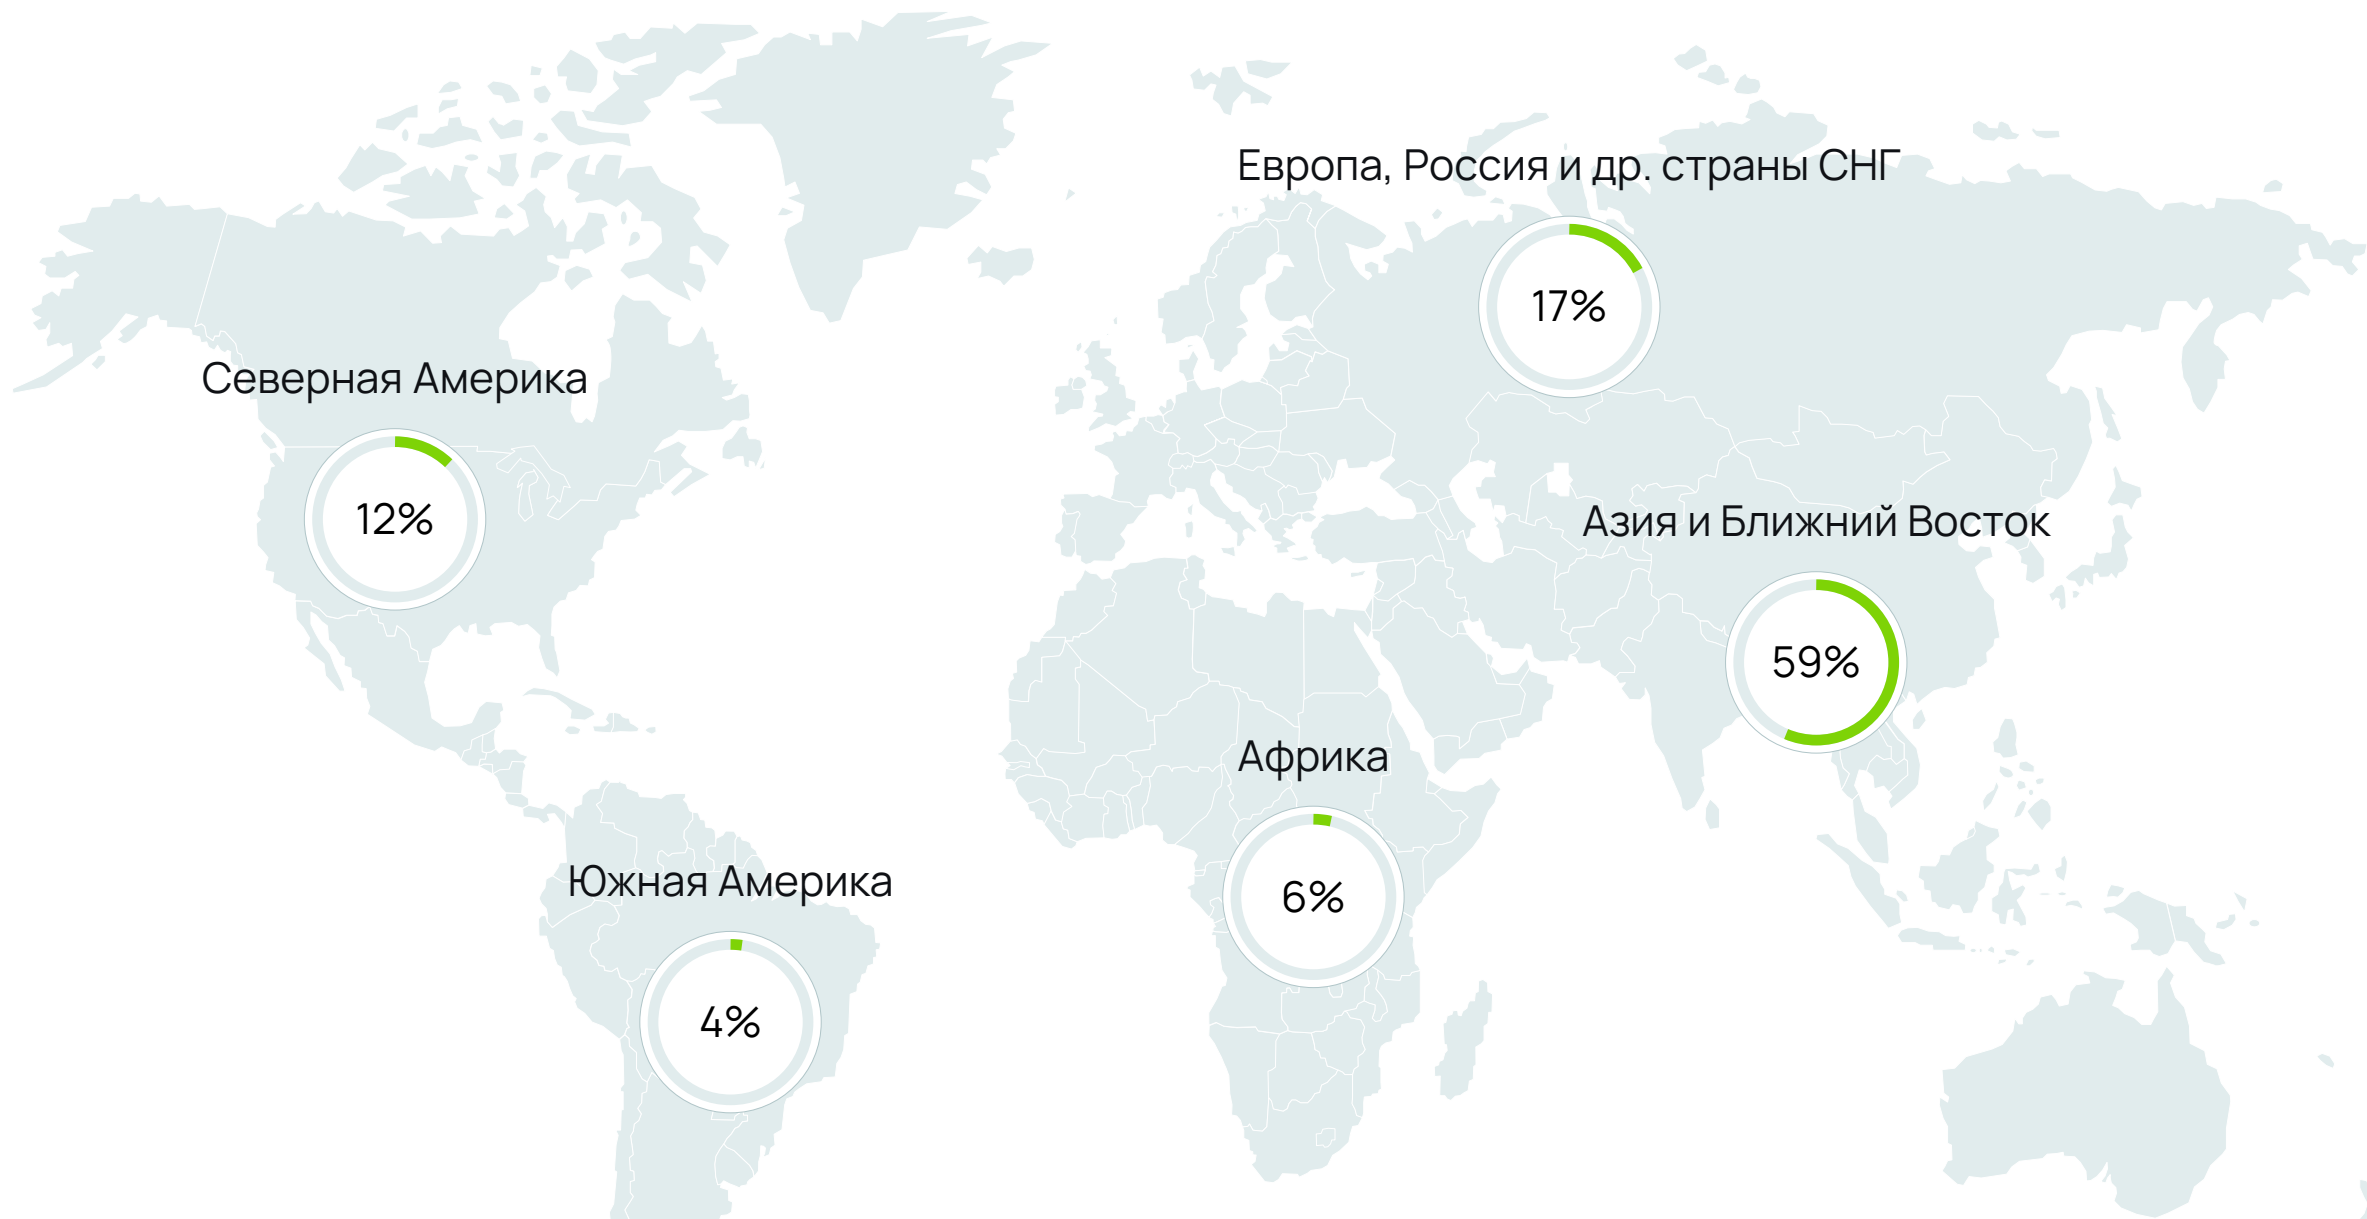 Европа, Россия и др. страны СНГ
17%
Северная Америка
12%
Азия и Ближний Восток
59%
Африка
6%
Южная Америка
4%